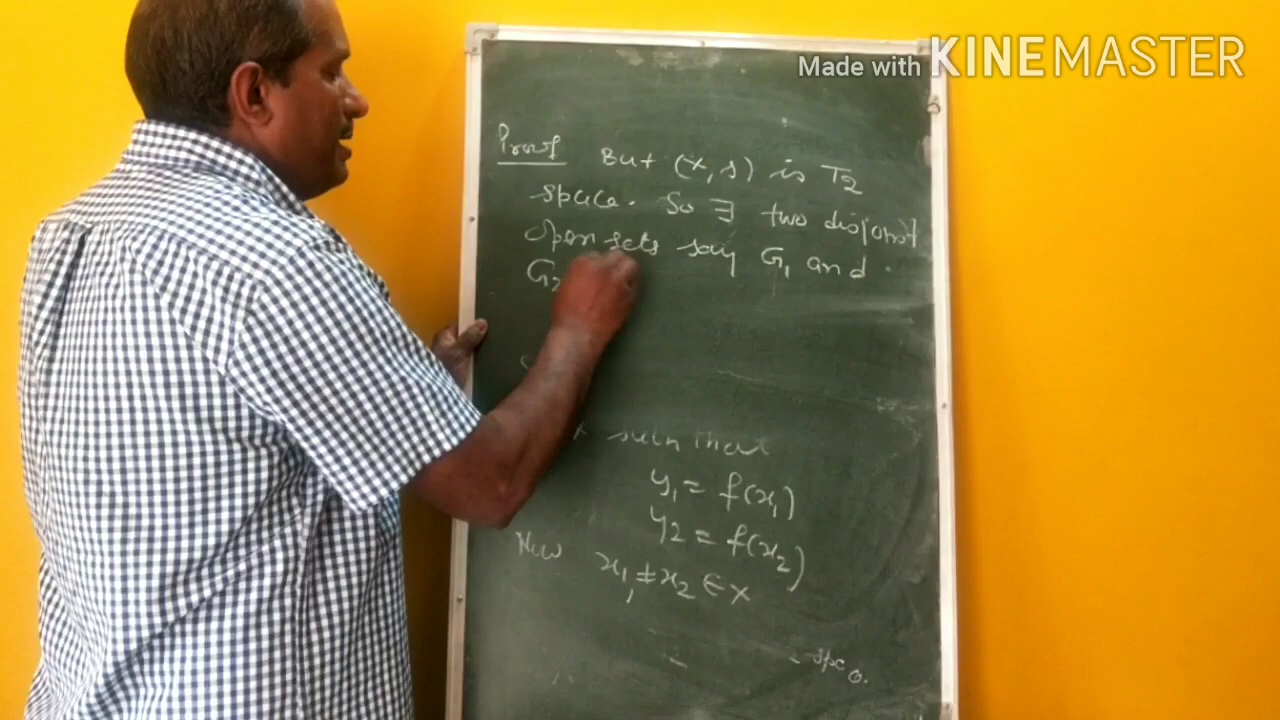 Made with KINEMASTER
Proof But (X, s) is T2
space. So ∃ two disjoint
open sets say G1 and
G2
x such that
y1 = f(x1)
y2 = f(x2)
Now x1 ≠ x2 ∈ X